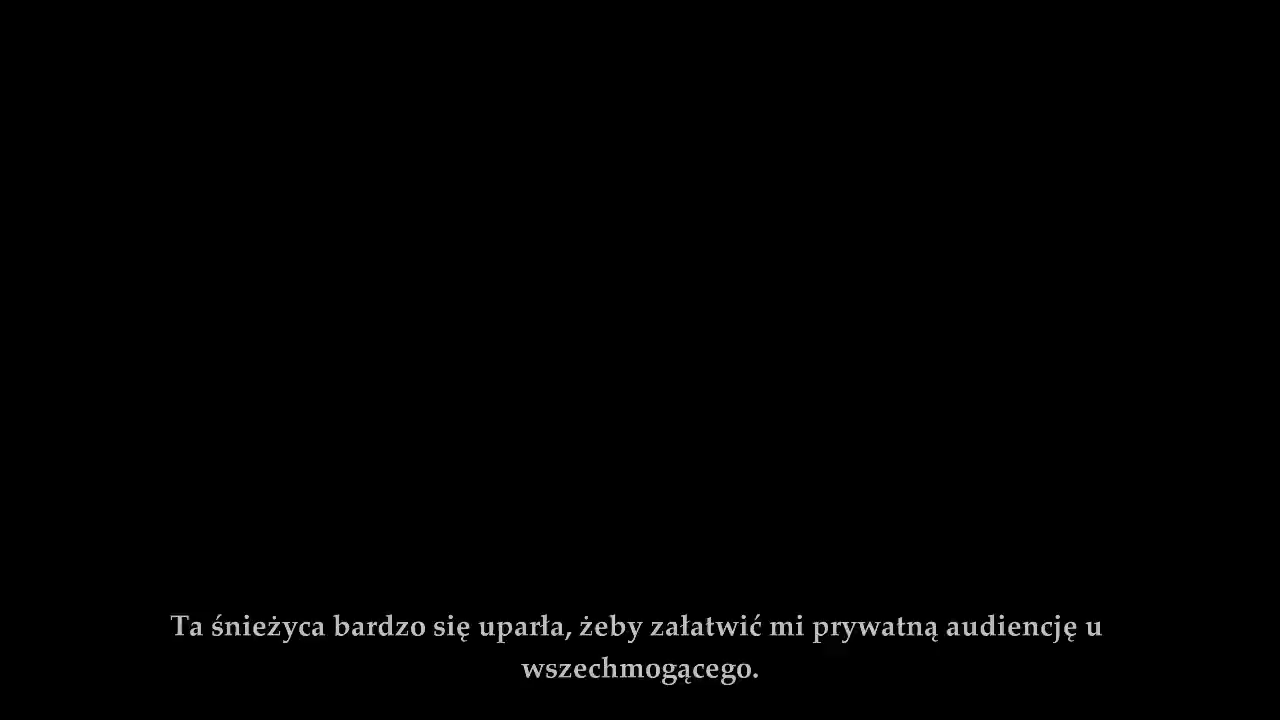 Ta śnieżyca bardzo się uparła, żeby załatwić mi prywatną audiencję u
wszechmogącego.